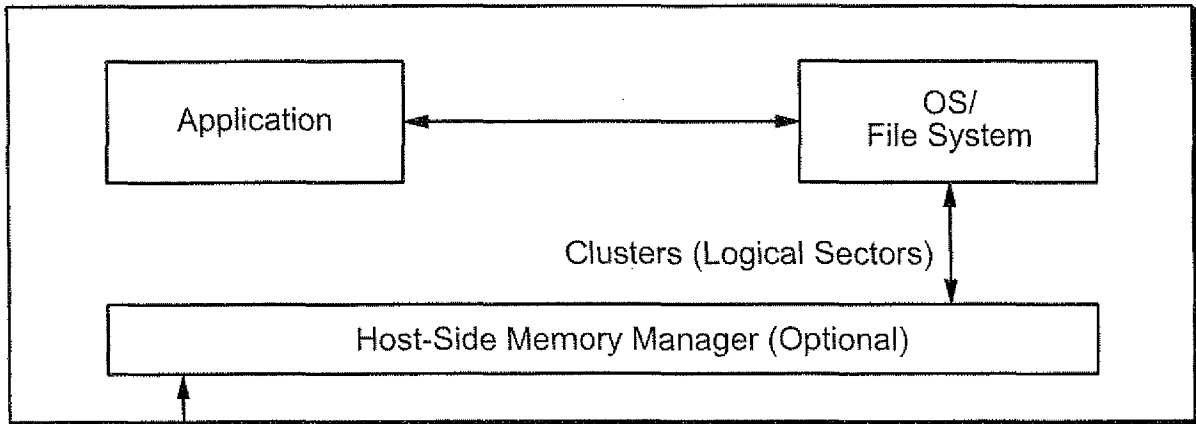 Application
OS/
File System
Clusters (Logical Sectors)
Host-Side Memory Manager (Optional)